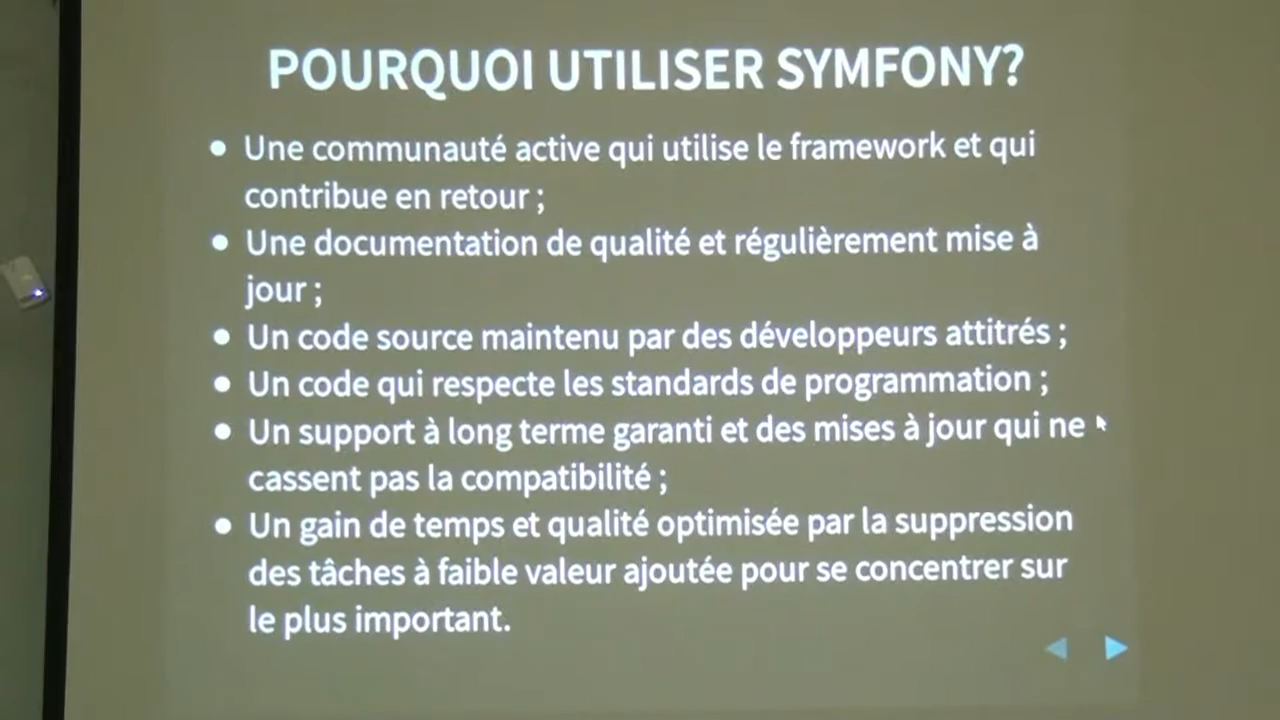 POURQUOI UTILISER SYMFONY?
• Une communauté active qui utilise le framework et qui
contribue en retour ;
• Une documentation de qualité et régulièrement mise à
jour ;
• Un code source maintenu par des développeurs attitrés ;
• Un code qui respecte les standards de programmation ;
• Un support à long terme garanti et des mises à jour qui ne
cassent pas la compatibilité ;
• Un gain de temps et qualité optimisée par la suppression
des tâches à faible valeur ajoutée pour se concentrer sur
le plus important.